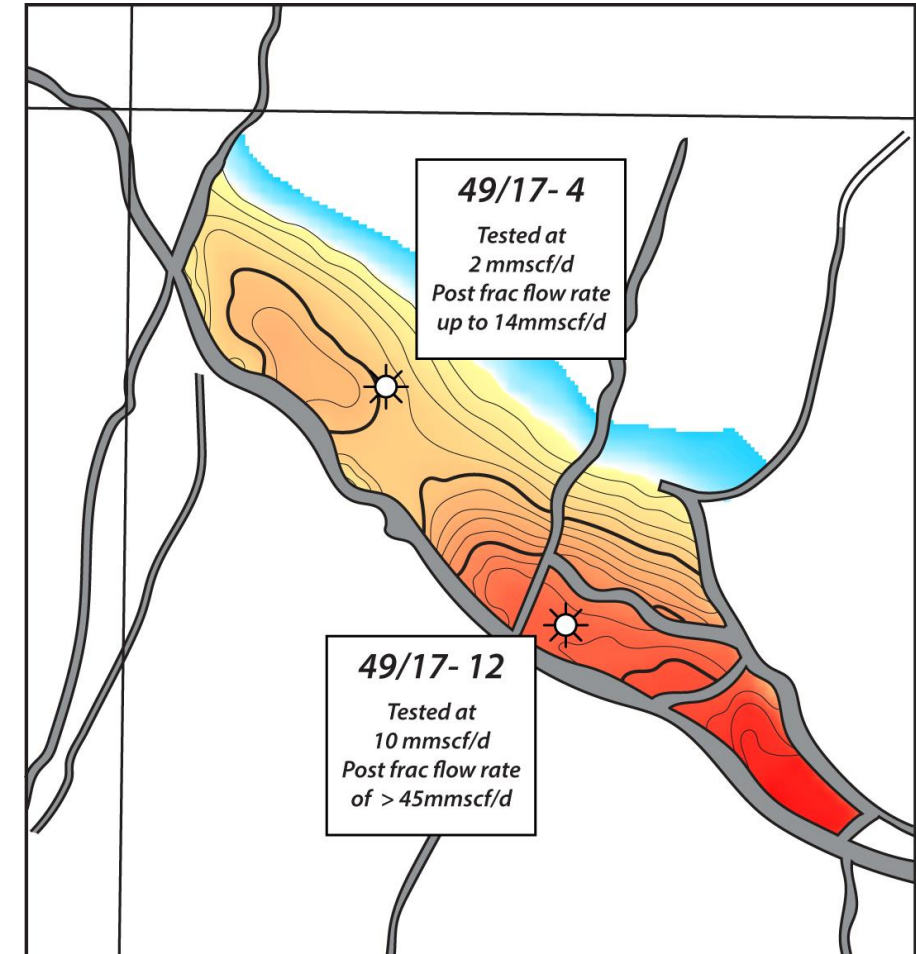 49/17- 4
Tested at
2 mmscf/d
Post frac flow rate
up to 14mmscf/d
49/17- 12
Tested at
10 mmscf/d
Post frac flow rate
of > 45mmscf/d